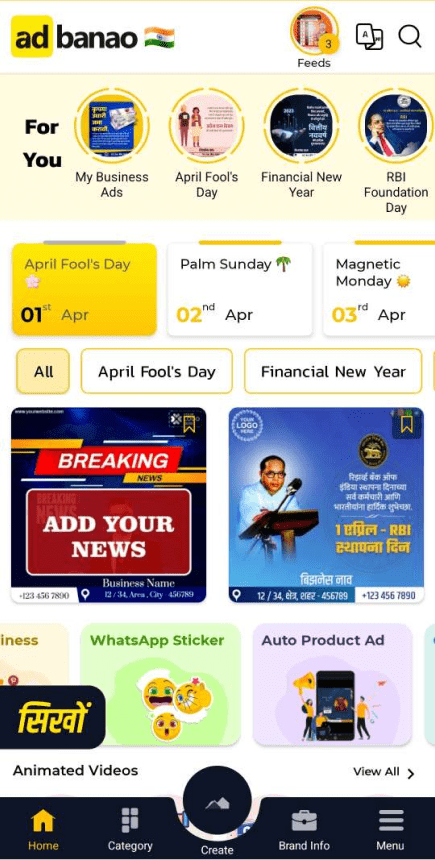 ad banao
3
Feeds
For
You
My Business
Ads
April Fool's
Day
Financial New
Year
RBI
Foundation
Day
April Fool's Day
01st Apr
Palm Sunday
02nd Apr
Magnetic
Monday
03rd Apr
All
April Fool's Day
Financial New Year
www.yourwebsite.com
BREAKING
NEWS
ADD YOUR
NEWS
Business Name
+123 456 7890
12 / 34, Area , City 456789
YOUR
LOGO
HERE
रिझर्व्ह बँक ऑफ
इंडिया स्थापना दिनाच्या
सर्व कर्मचारी आणि
भारतीयांना हार्दिक शुभेच्छा.
1 एप्रिल - RBI
स्थापना दिन
बिझनेस नाव
12 / 34, क्षेत्र, शहर - 456789
+123 456 7890
iness
WhatsApp Sticker
Auto Product Ad
सिखों
Animated Videos
View All
Home
Category
Create
Brand Info
Menu